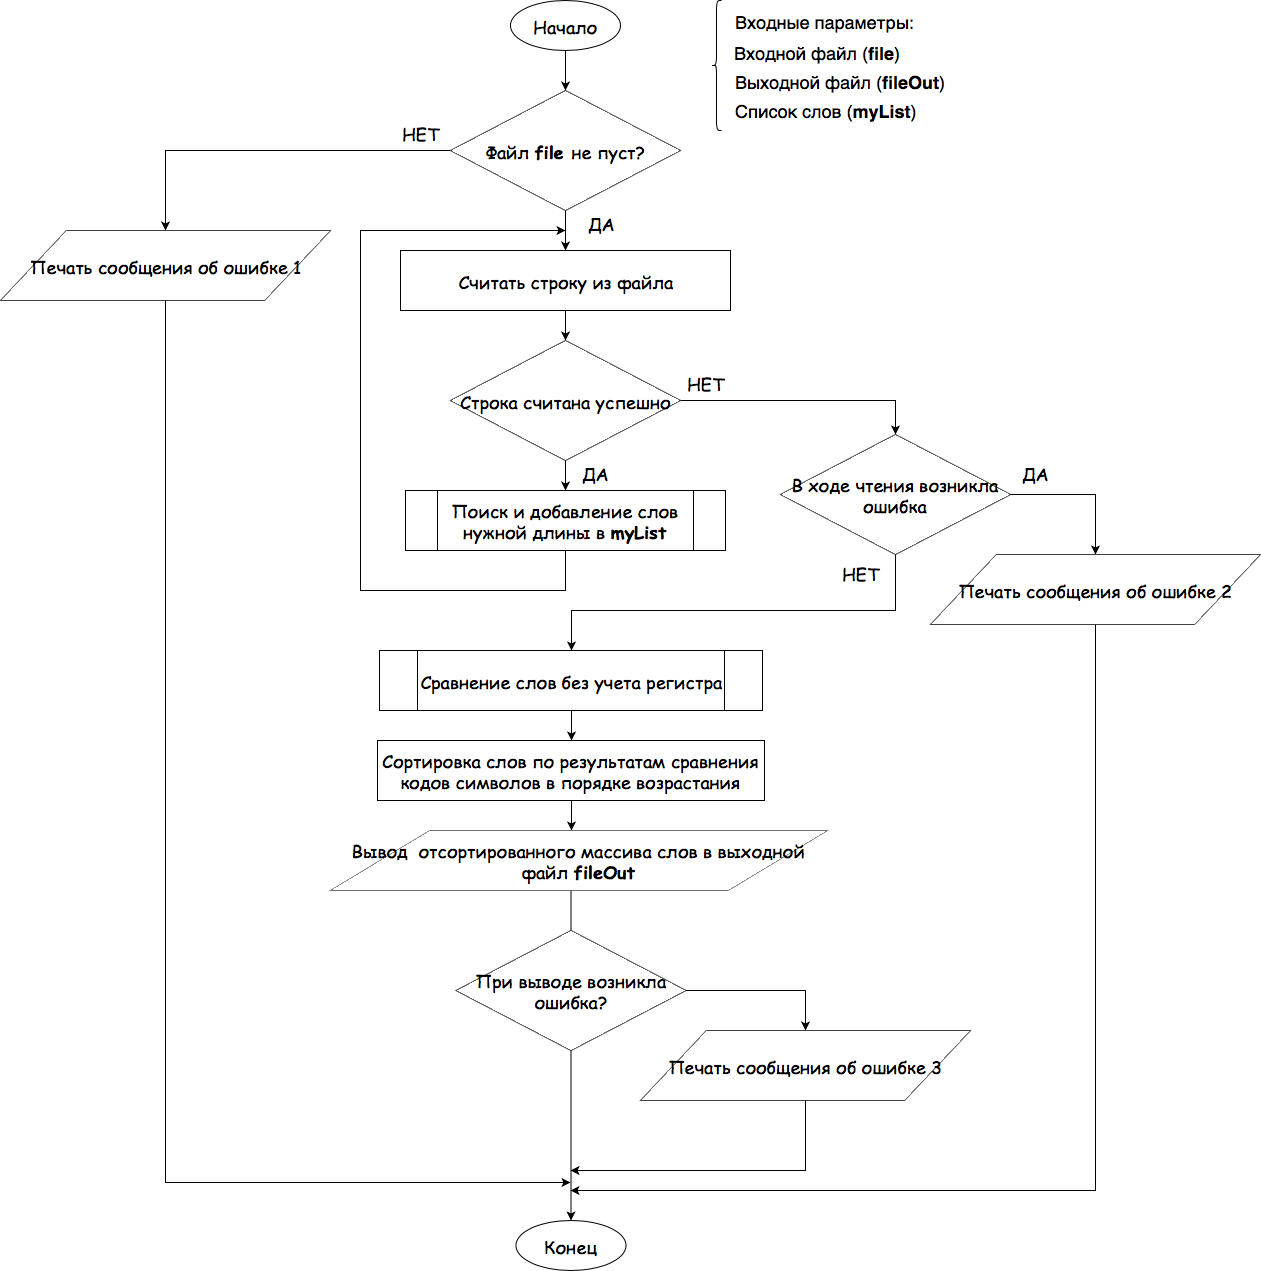 Начало
Входные параметры:
Входной файл (file)
Выходной файл (fileOut)
Список слов (myList)
НЕТ
Файл file не пуст?
ДА
Печать сообщения об ошибке 1
Считать строку из файла
НЕТ
Строка считана успешно
ДА
В ходе чтения возникла
ошибка
ДА
Поиск и добавление слов
нужной длины в myList
НЕТ
Печать сообщения об ошибке 2
Сравнение слов без учета регистра
Сортировка слов по результатам сравнения
кодов символов в порядке возрастания
Вывод отсортированного массива слов в выходной
файл fileOut
При выводе возникла
ошибка?
Печать сообщения об ошибке 3
Конец